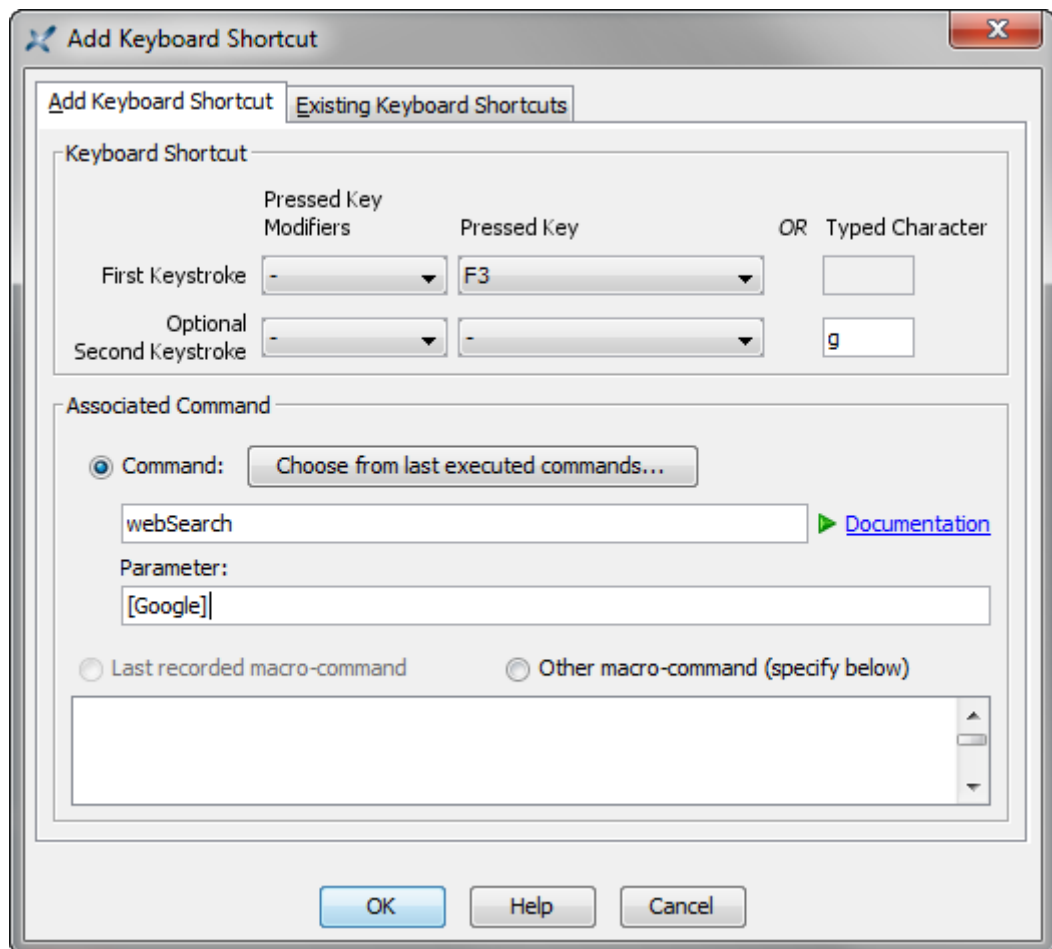 Add Keyboard Shortcut
Add Keyboard Shortcut Existing Keyboard Shortcuts
Keyboard Shortcut
Pressed Key
Modifiers Pressed Key OR Typed Character
First Keystroke - F3
Optional
Second Keystroke - - g
Associated Command
Command: Choose from last executed commands...
webSearch Documentation
Parameter:
[Google]
Last recorded macro-command Other macro-command (specify below)
OK Help Cancel